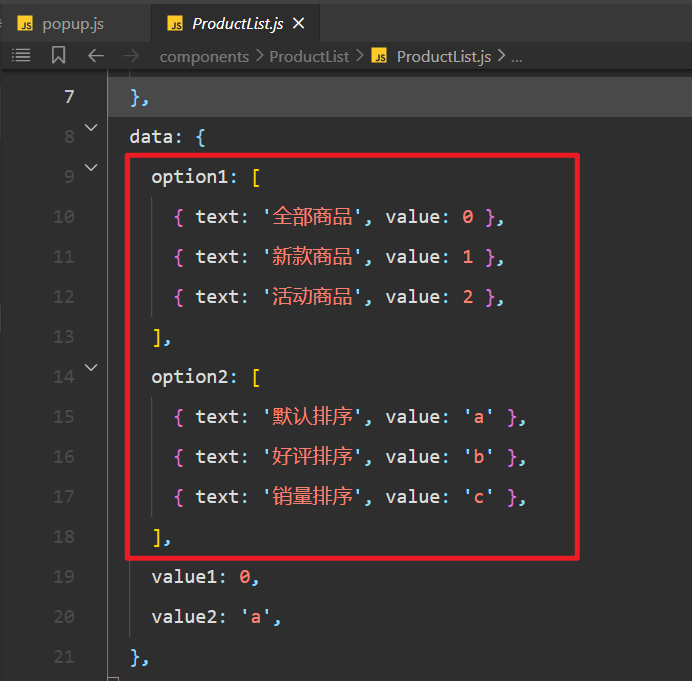 JS popup.js JS ProductList.js
components > ProductList > JS ProductList.js > ...
7 },
8 data: {
9 option1: [
10 { text: '全部商品', value: 0 },
11 { text: '新款商品', value: 1 },
12 { text: '活动商品', value: 2 },
13 ],
14 option2: [
15 { text: '默认排序', value: 'a' },
16 { text: '好评排序', value: 'b' },
17 { text: '销量排序', value: 'c' },
18 ],
19 value1: 0,
20 value2: 'a',
21 },